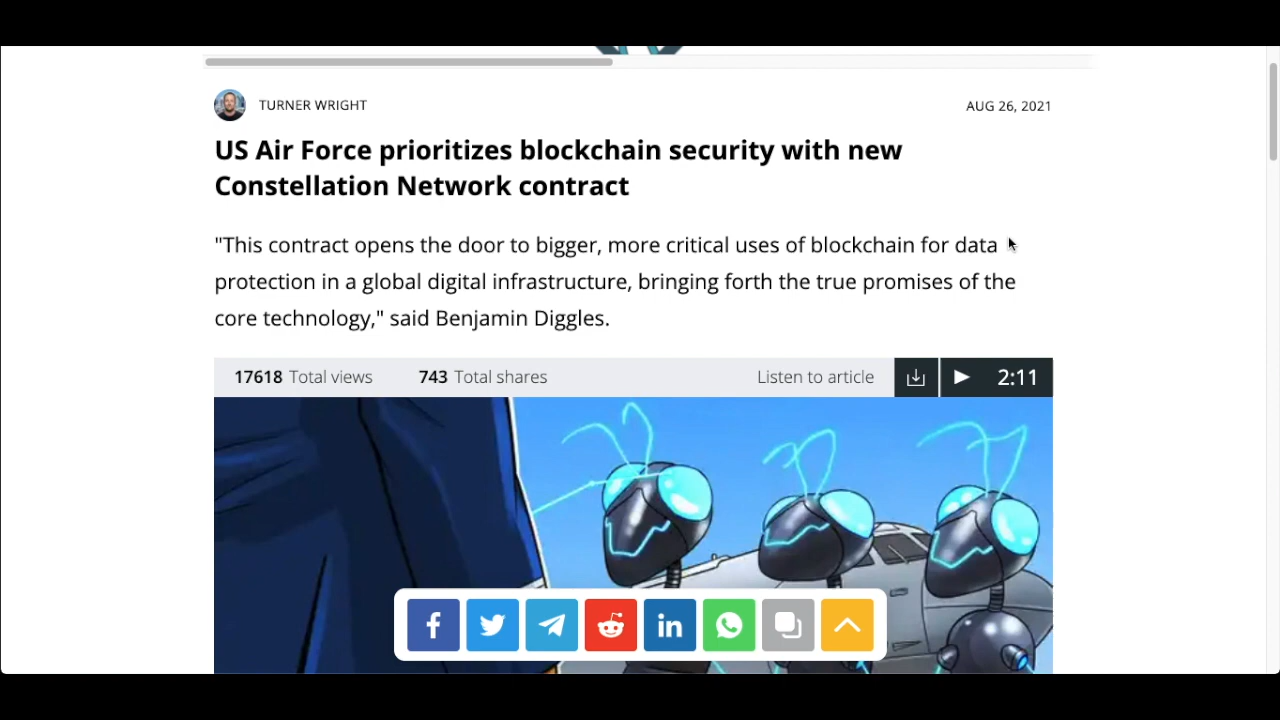 TURNER WRIGHT
AUG 26, 2021
US Air Force prioritizes blockchain security with new
Constellation Network contract
"This contract opens the door to bigger, more critical uses of blockchain for data
protection in a global digital infrastructure, bringing forth the true promises of the
core technology," said Benjamin Diggles.
17618 Total views 743 Total shares Listen to article 2:11